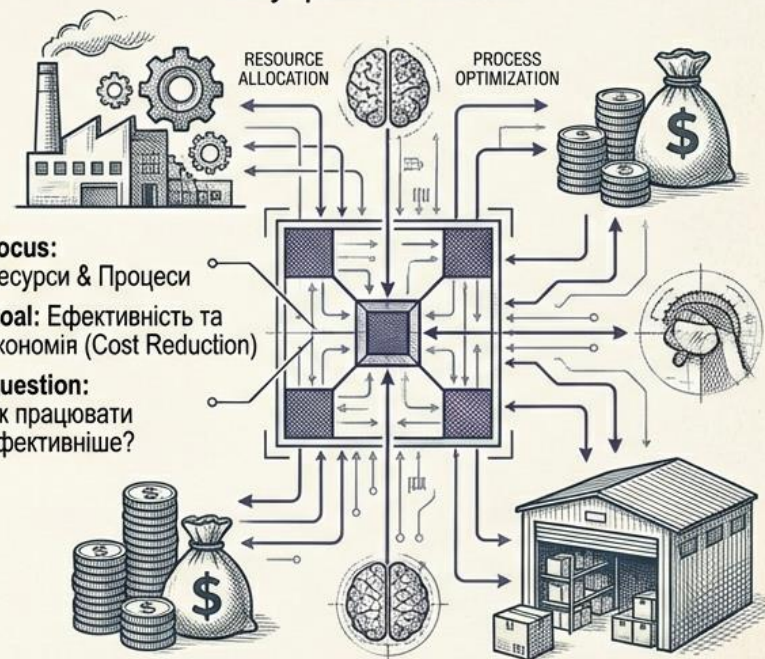 RESOURCE
ALLOCATION
PROCESS
OPTIMIZATION
$
ocus:
есурси & Процеси
oal: Ефективність та
кономія (Cost Reduction)
uestion:
к працювати
фективніше?
$